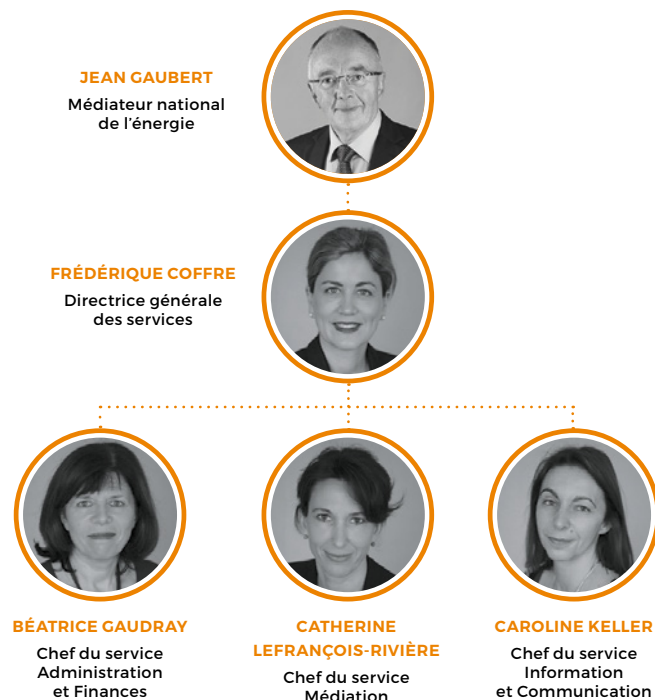 JEAN GAUBERT
Médiateur national
de l'énergie
FRÉDÉRIQUE COFFRE
Directrice générale
des services
BÉATRICE GAUDRAY
Chef du service
Administration
et Finances
CATHERINE
LEFRANÇOIS-RIVIÈRE
Chef du service
Médiation
CAROLINE KELLER
Chef du service
Information
et Communication